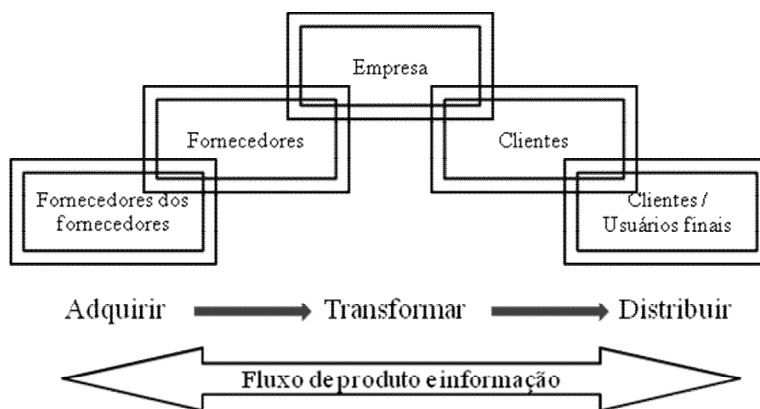 Empresa
Fornecedores
Clientes
Fornecedores dos
fornecedores
Clientes /
Usuários finais
Adquirir
Transformar
Distribuir
Fluxo de produto e informação